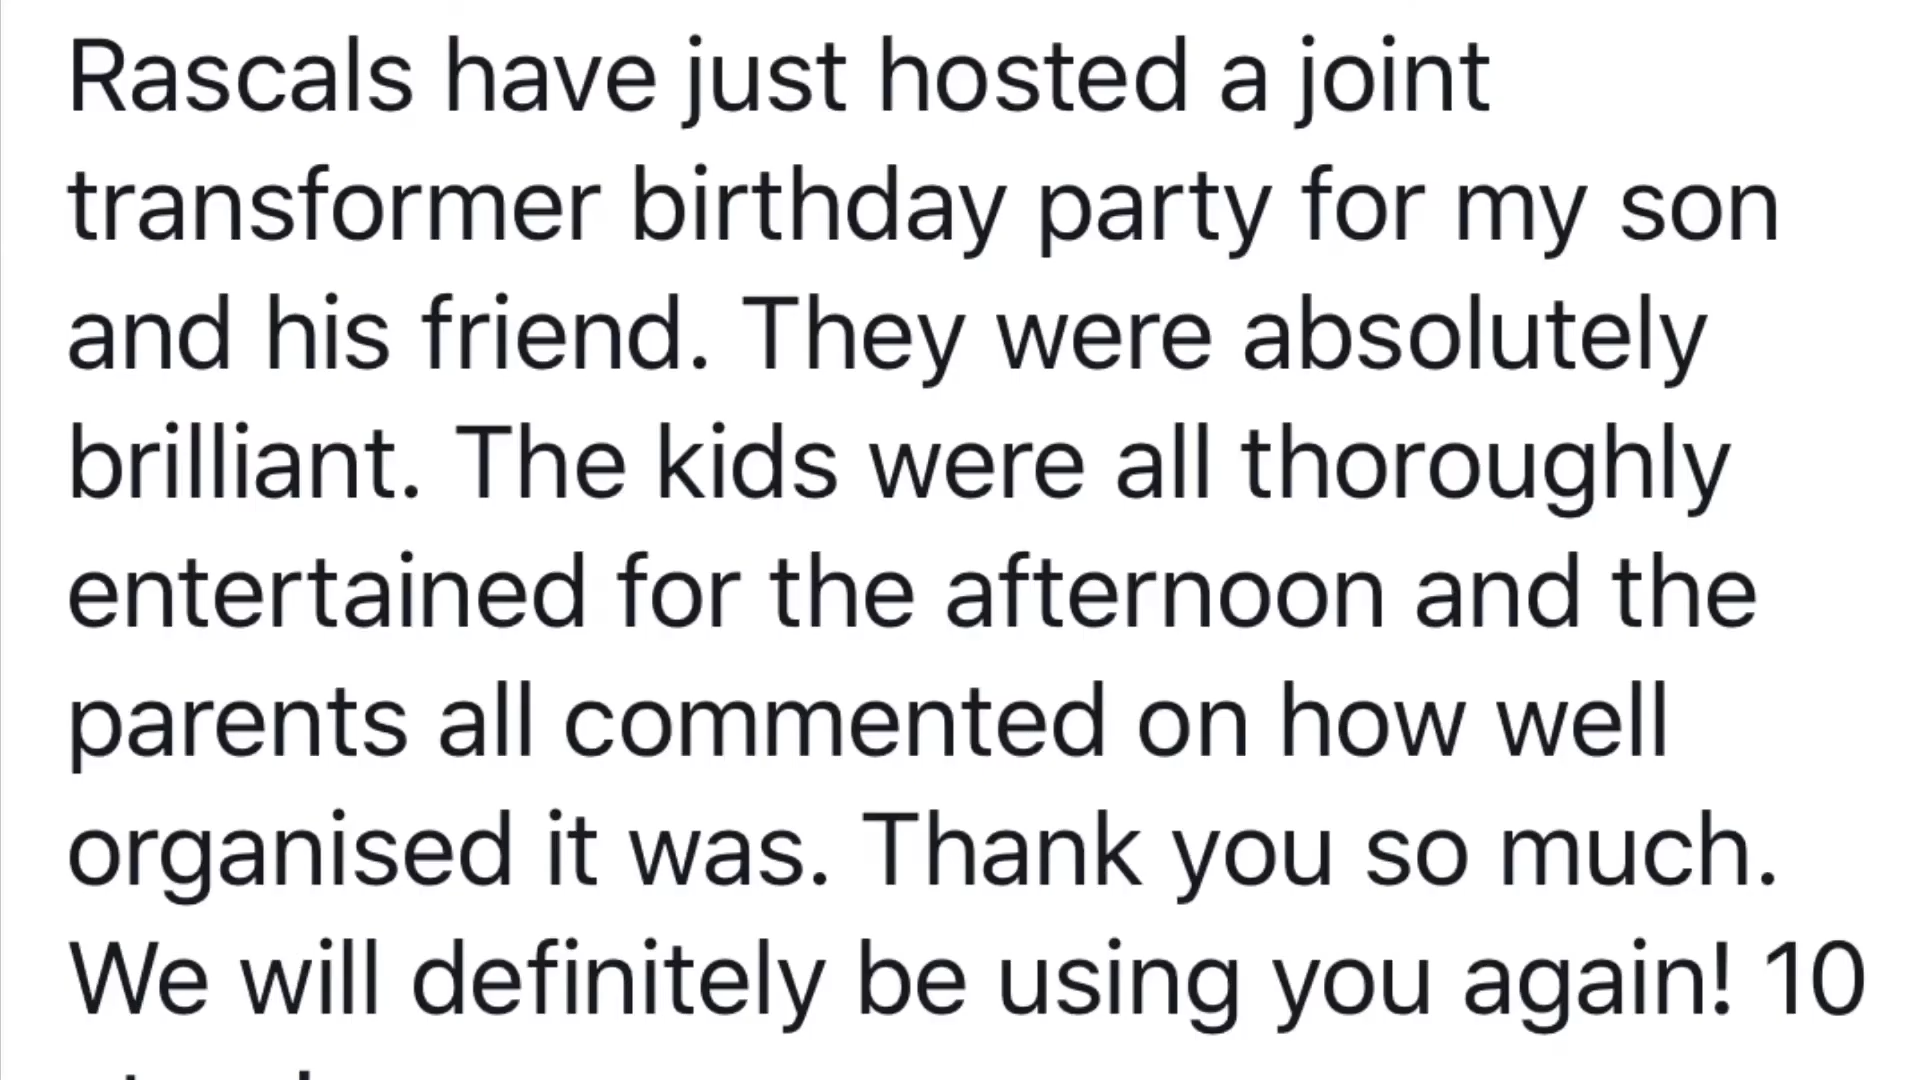 Rascals have just hosted a joint
transformer birthday party for my son
and his friend. They were absolutely
brilliant. The kids were all thoroughly
entertained for the afternoon and the
parents all commented on how well
organised it was. Thank you so much.
We will definitely be using you again! 10